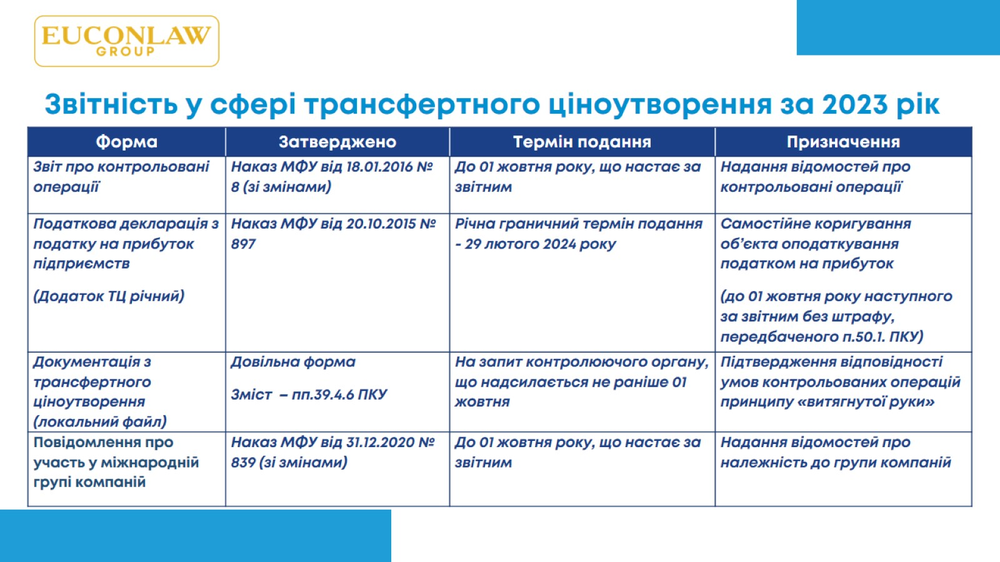 EUCONLAW
GROUP
Звітність у сфері трансфертного ціноутворення за 2023 рік
Форма
Затверджено
Термін подання
Призначення
Звіт про контрольовані
операції
Наказ МФУ від 18.01.2016 №
8 (зі змінами)
До 01 жовтня року, що настає за
звітним
Надання відомостей про
контрольовані операції
Податкова декларація з
податку на прибуток
підприємств
(Додаток ТЦ річний)
Наказ МФУ від 20.10.2015 №
897
Річна граничний термін подання
- 29 лютого 2024 року
Самостійне коригування
об’єкта оподаткування
податком на прибуток
(до 01 жовтня року наступного
за звітним без штрафу,
передбаченого п.50.1. ПКУ)
Документація з
трансфертного
ціноутворення
(локальний файл)
Довільна форма
Зміст – пп.39.4.6 ПКУ
На запит контролюючого органу,
що надсилається не раніше 01
жовтня
Підтвердження відповідності
умов контрольованих операцій
принципу «витягнутої руки»
Повідомлення про
участь у міжнародній
групі компаній
Наказ МФУ від 31.12.2020 №
839 (зі змінами)
До 01 жовтня року, що настає за
звітним
Надання відомостей про
належність до групи компаній